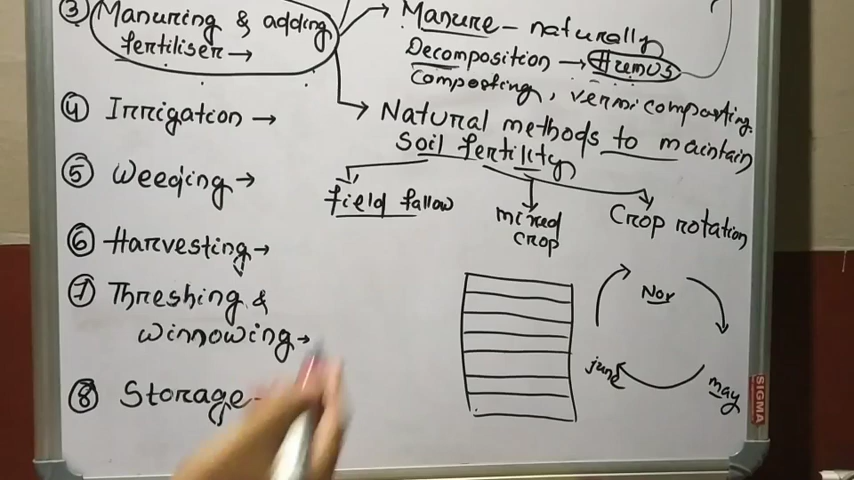 ③ Manuring & adding
fertiliser →
Manure - naturally
Decomposition → Humus
composting, vermicomposting.
④ Irrigation →
Natural methods to maintain
Soil fertility
⑤ Weeding →
field fallow
mixed
crop
Crop rotation
⑥ Harvesting →
⑦ Threshing &
winnowing →
⑧ Storage -
Nov
may
june
SIGMA